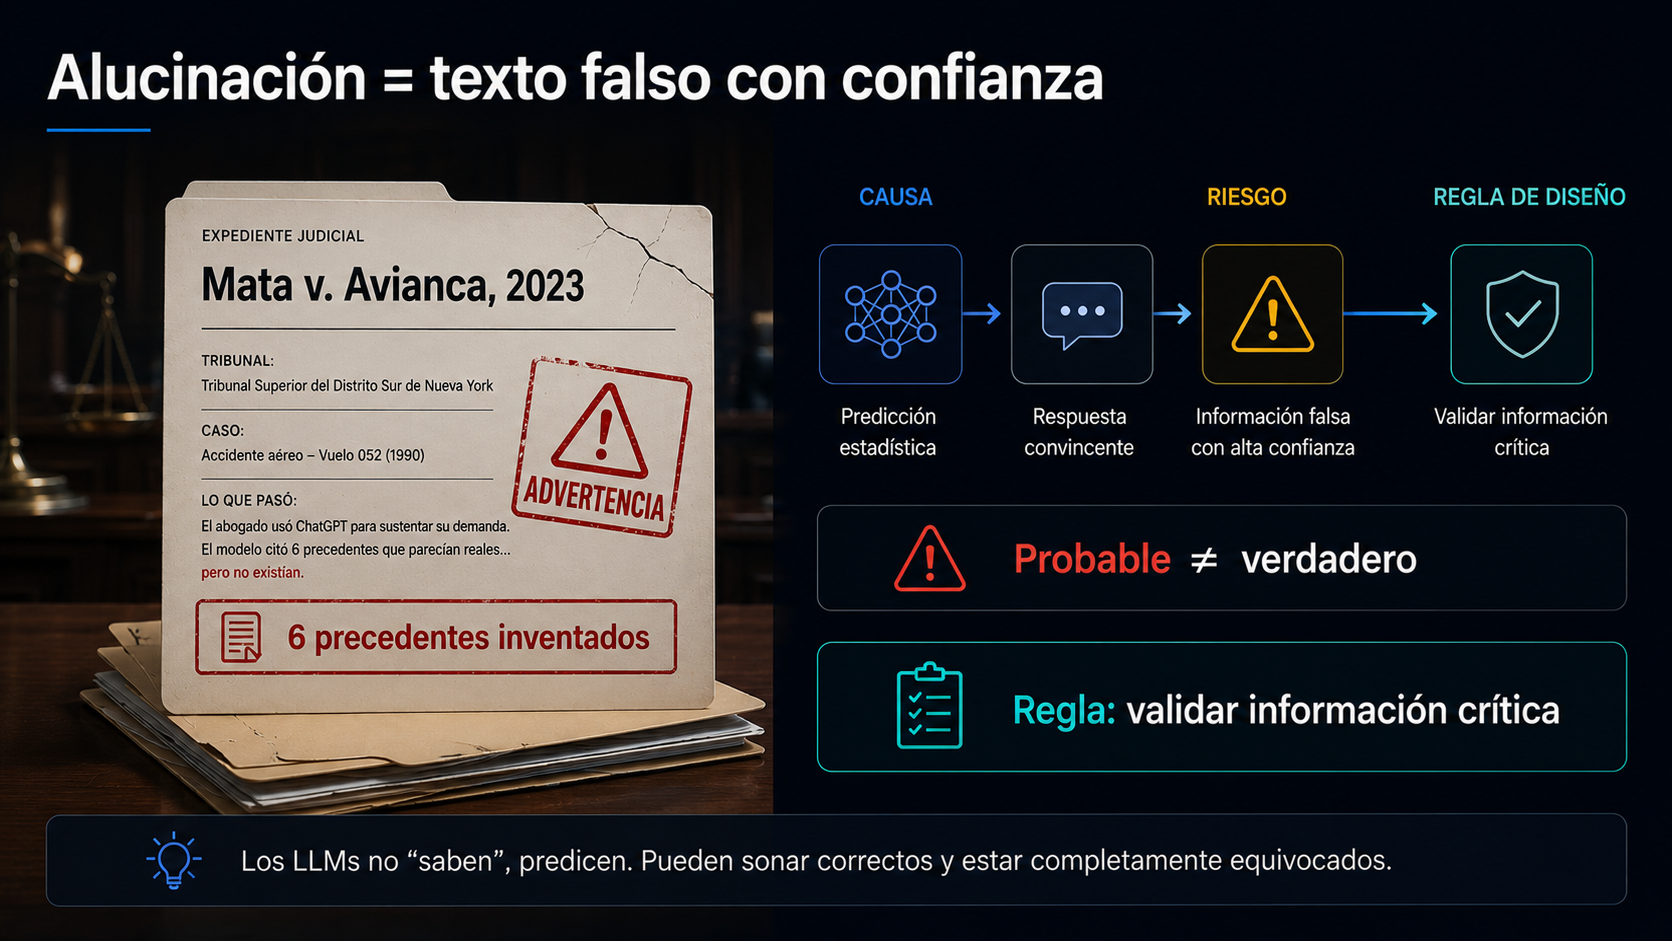 Alucinación = texto falso con confianza
EXPEDIENTE JUDICIAL
Mata v. Avianca, 2023
TRIBUNAL:
Tribunal Superior del Distrito Sur de Nueva York
CASO:
Accidente aéreo – Vuelo 052 (1990)
LO QUE PASÓ:
El abogado usó ChatGPT para sustentar su demanda.
El modelo citó 6 precedentes que parecían reales...
pero no existían.
ADVERTENCIA
6 precedentes inventados
CAUSA
RIESGO
REGLA DE DISEÑO
Predicción
estadística
Respuesta
convincente
Información falsa
con alta confianza
Validar información
crítica
Probable ≠ verdadero
Regla: validar información crítica
Los LLMs no “saben”, predicen. Pueden sonar correctos y estar completamente equivocados.